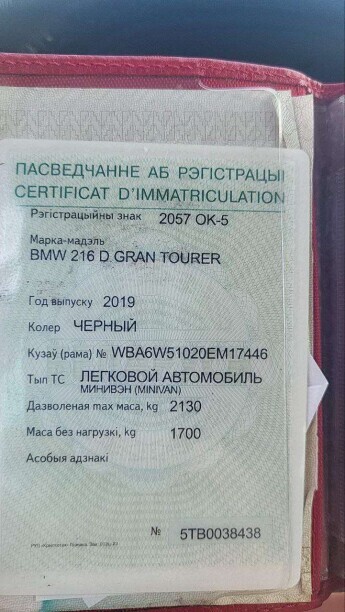 ПАСВЕДЧАННЕ АБ РЭГІСТРАЦЫІ
CERTIFICAT D'IMMATRICULATION
Рэгістрацыйны знак 2057 OK-5
Марка-мадэль
BMW 216 D GRAN TOURER
Год выпуску 2019
Колер ЧЕРНЫЙ
Кузаў (рама) № WBA6W51020EM17446
Тып ТС ЛЕГКОВОЙ АВТОМОБИЛЬ
МИНИВЭН (MINIVAN)
Дазволеная max маса, kg 2130
Маса без нагрузкі, kg 1700
Асобыя адзнакі
№ 5TB0038438